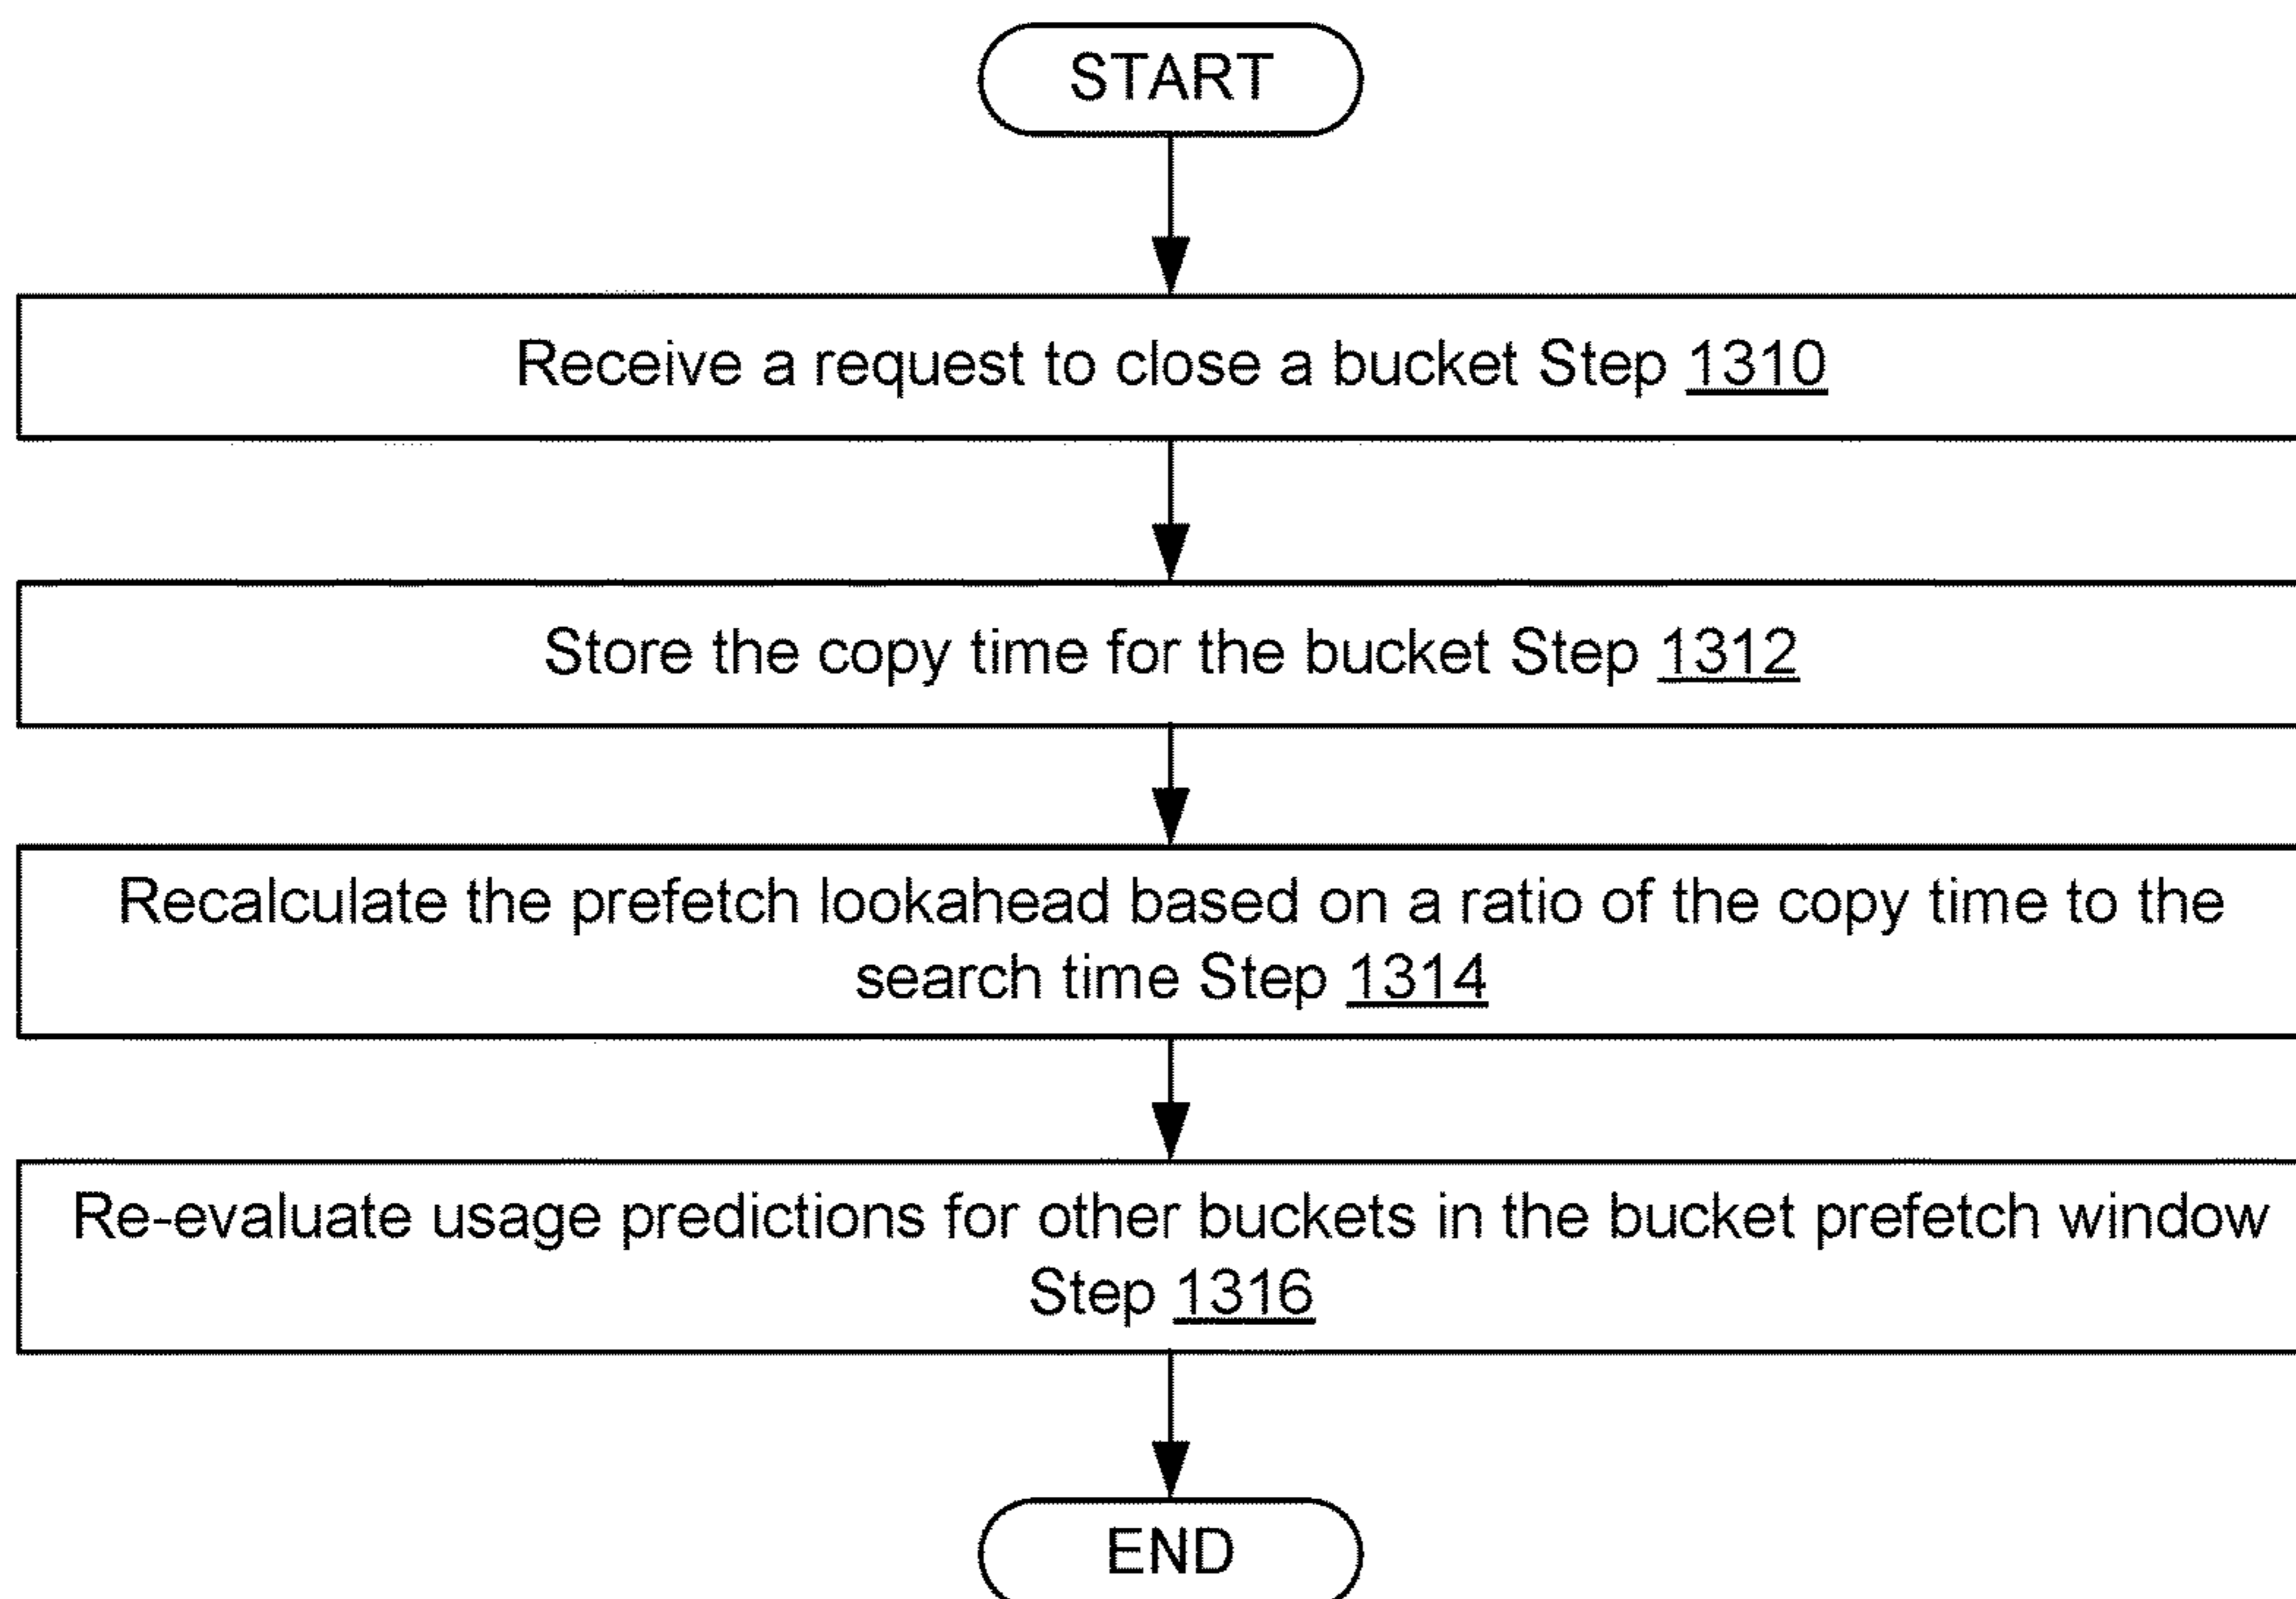 START
Receive a request to close a bucket Step 1310
Store the copy time for the bucket Step 1312
Recalculate the prefetch lookahead based on a ratio of the copy time to the
search time Step 1314
Re-evaluate usage predictions for other buckets in the bucket prefetch window
Step 1316
END